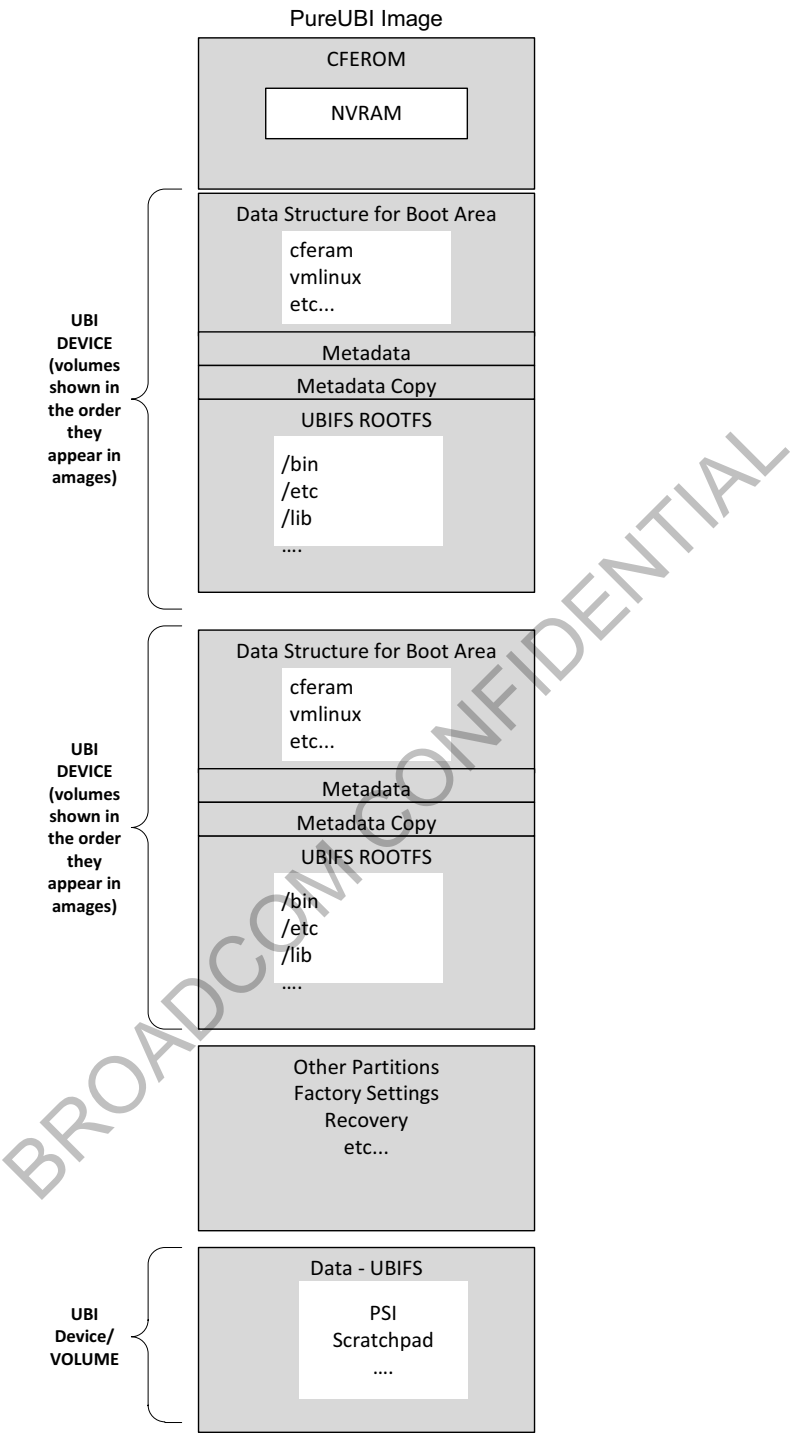 PureUBI Image
CFEROM
NVRAM
Data Structure for Boot Area
cferam
vmlinux
etc...
UBI
DEVICE
(volumes
shown in
the order
they
appear in
amages)
Metadata
Metadata Copy
UBIFS ROOTFS
/bin
/etc
/lib
....
Data Structure for Boot Area
cferam
vmlinux
etc...
UBI
DEVICE
(volumes
shown in
the order
they
appear in
amages)
Metadata
Metadata Copy
UBIFS ROOTFS
/bin
/etc
/lib
....
Other Partitions
Factory Settings
Recovery
etc...
Data - UBIFS
PSI
Scratchpad
....
UBI
Device/
VOLUME
BROADCOM CONFIDENTIAL